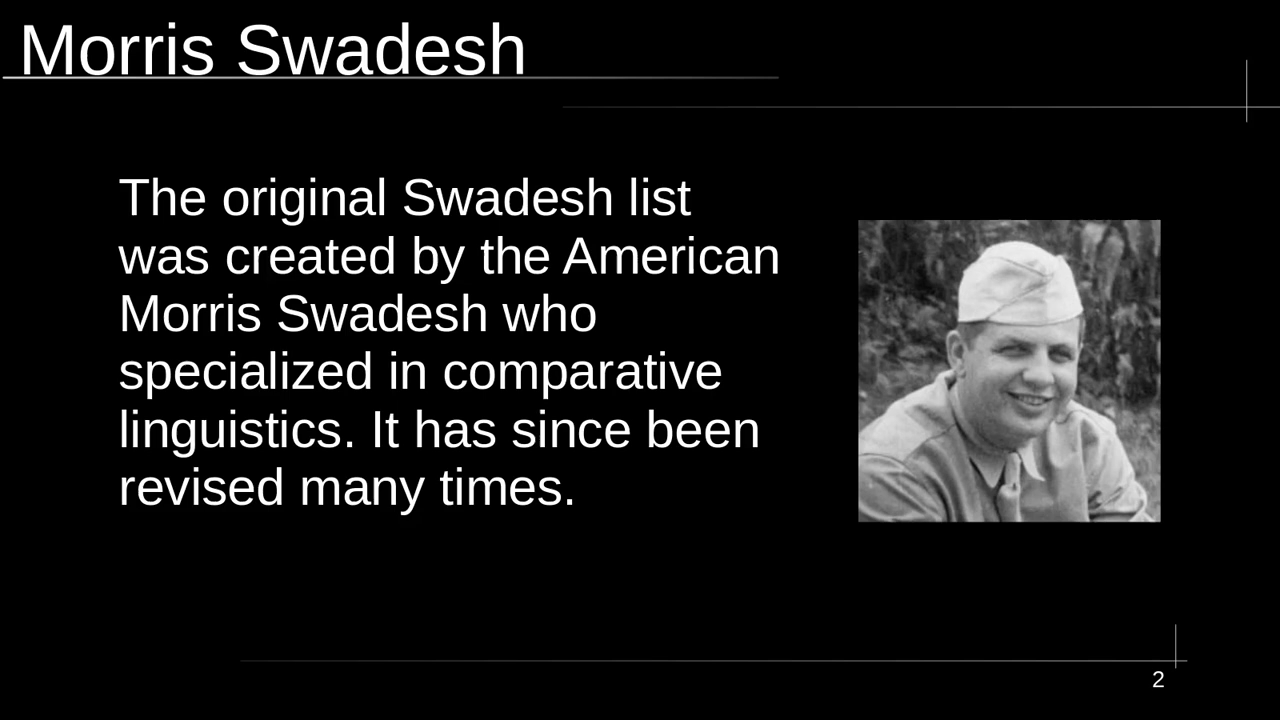 Morris Swadesh
The original Swadesh list
was created by the American
Morris Swadesh who
specialized in comparative
linguistics. It has since been
revised many times.
2